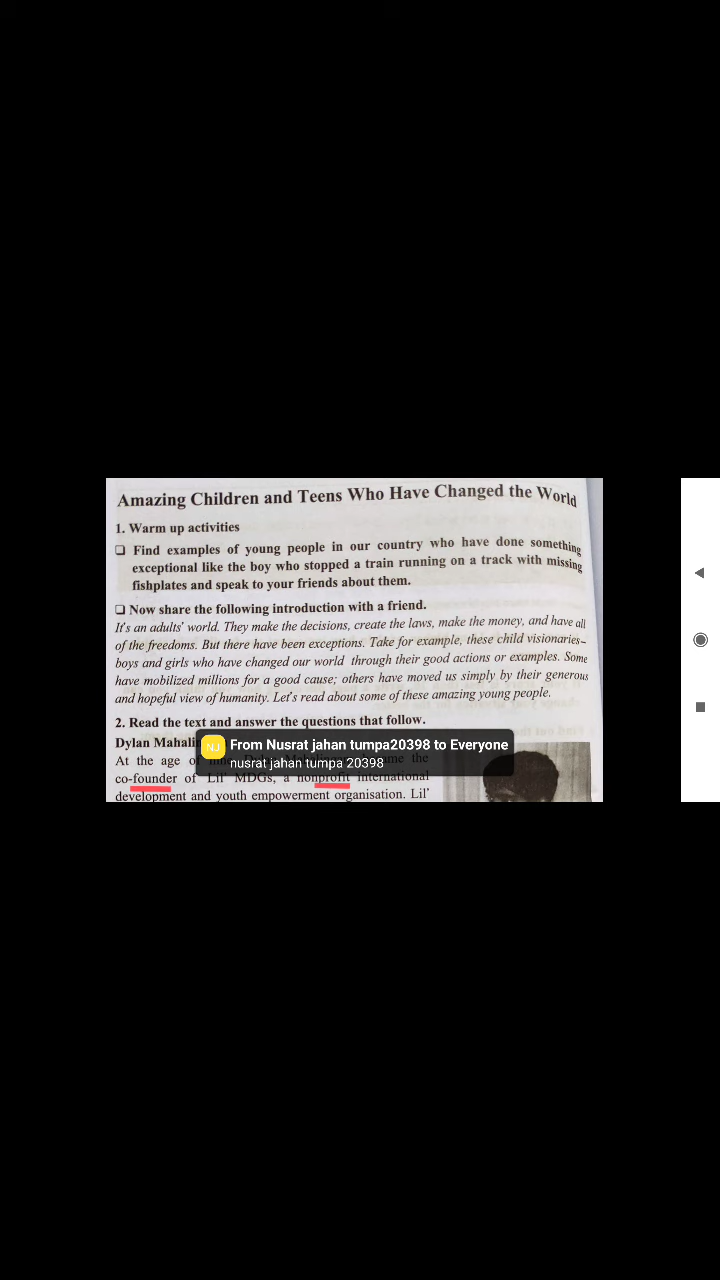 Amazing Children and Teens Who Have Changed the World
1. Warm up activities
❑ Find examples of young people in our country who have done something
exceptional like the boy who stopped a train running on a track with missing
fishplates and speak to your friends about them.
❑ Now share the following introduction with a friend.
It's an adults' world. They make the decisions, create the laws, make the money, and have all
of the freedoms. But there have been exceptions. Take for example, these child visionaries–
boys and girls who have changed our world through their good actions or examples. Some
have mobilized millions for a good cause; others have moved us simply by their generous
and hopeful view of humanity. Let's read about some of these amazing young people.
2. Read the text and answer the questions that follow.
Dylan
NJ From Nusrat jahan tumpa20398 to Everyone
nusrat jahan tumpa 20398
At the age of the
co-founder of Lil' MDGs, a nonprofit international
development and youth empowerment organisation. Lil'